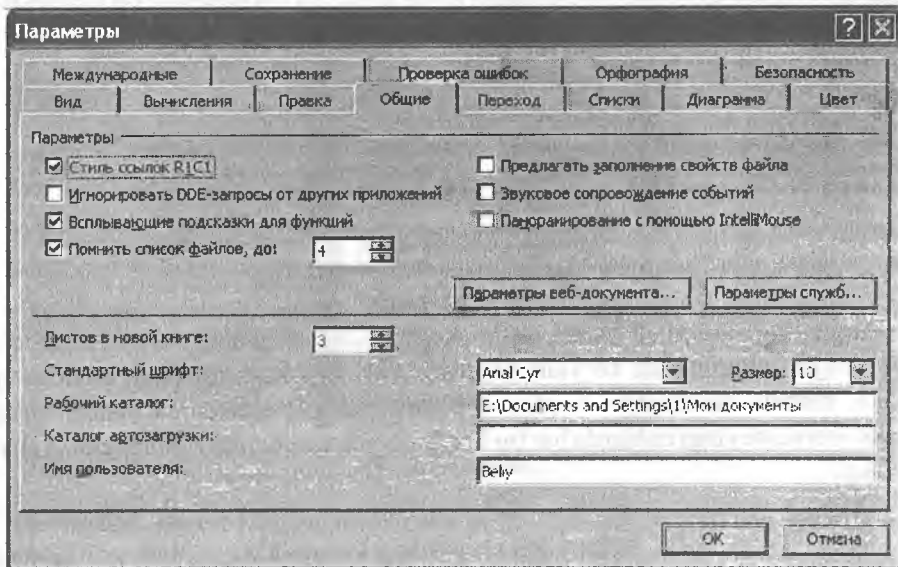 Параметры
Международные Сохранение Проверка ошибок Орфография Безопасность
Вид Вычисления Правка Общие Переход Списки Диаграмма Цвет
Параметры
Стиль ссылок R1C1
Предлагать заполнение свойств файла
Игнорировать DDE-запросы от других приложений
Звуковое сопровождение событий
Всплывающие подсказки для функций
Панорамирование с помощью IntelliMouse
Помнить список файлов, до: 4
Параметры веб-документа... Параметры служб...
Листов в новой книге: 3
Стандартный шрифт: Arial Cyr Размер: 10
Рабочий каталог: E:\Documents and Settings\1\Мои документы
Каталог автозагрузки:
Имя пользователя: Beliy
OK Отмена